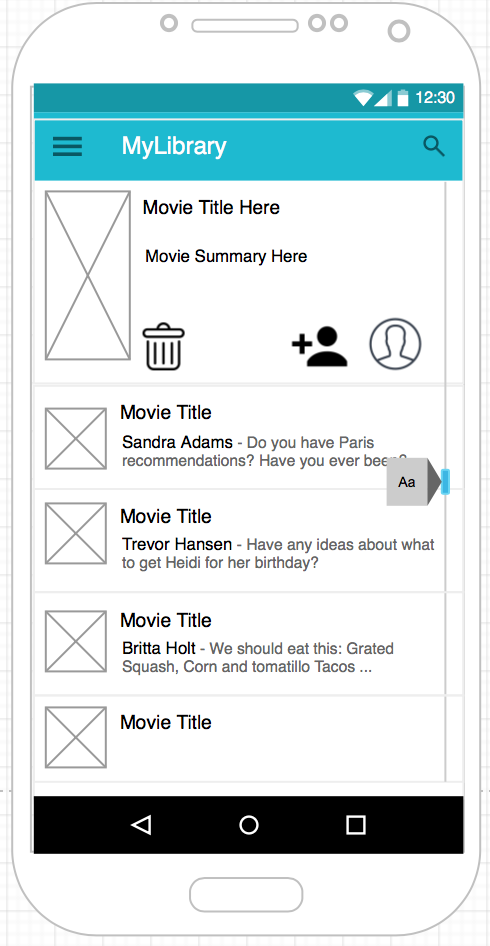 12:30
MyLibrary
Movie Title Here
Movie Summary Here
Movie Title
Sandra Adams - Do you have Paris
recommendations? Have you ever been?
Aa
Movie Title
Trevor Hansen - Have any ideas about what
to get Heidi for her birthday?
Movie Title
Britta Holt - We should eat this: Grated
Squash, Corn and tomatillo Tacos ...
Movie Title